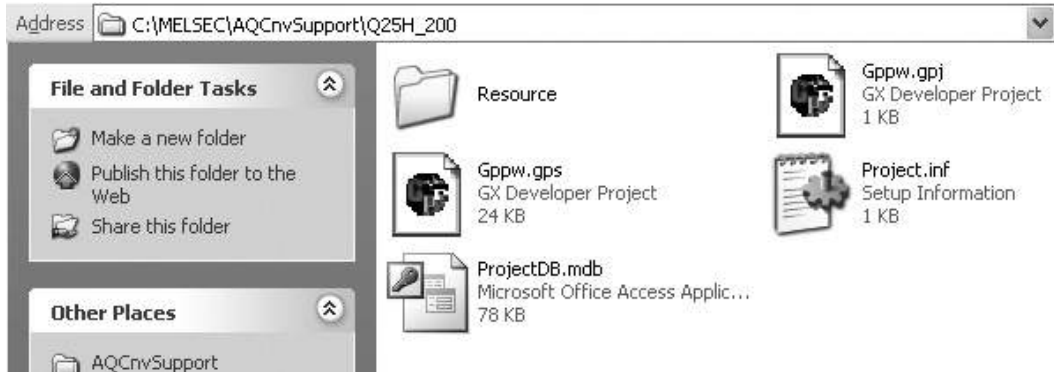 Address C:\MELSEC\AQCnvSupport\Q25H_200
File and Folder Tasks
Make a new folder
Publish this folder to the
Web
Share this folder
Other Places
AQCnvSupport
Resource
Gppw.gpj
GX Developer Project
1 KB
Gppw.gps
GX Developer Project
24 KB
Project.inf
Setup Information
1 KB
ProjectDB.mdb
Microsoft Office Access Applic...
78 KB